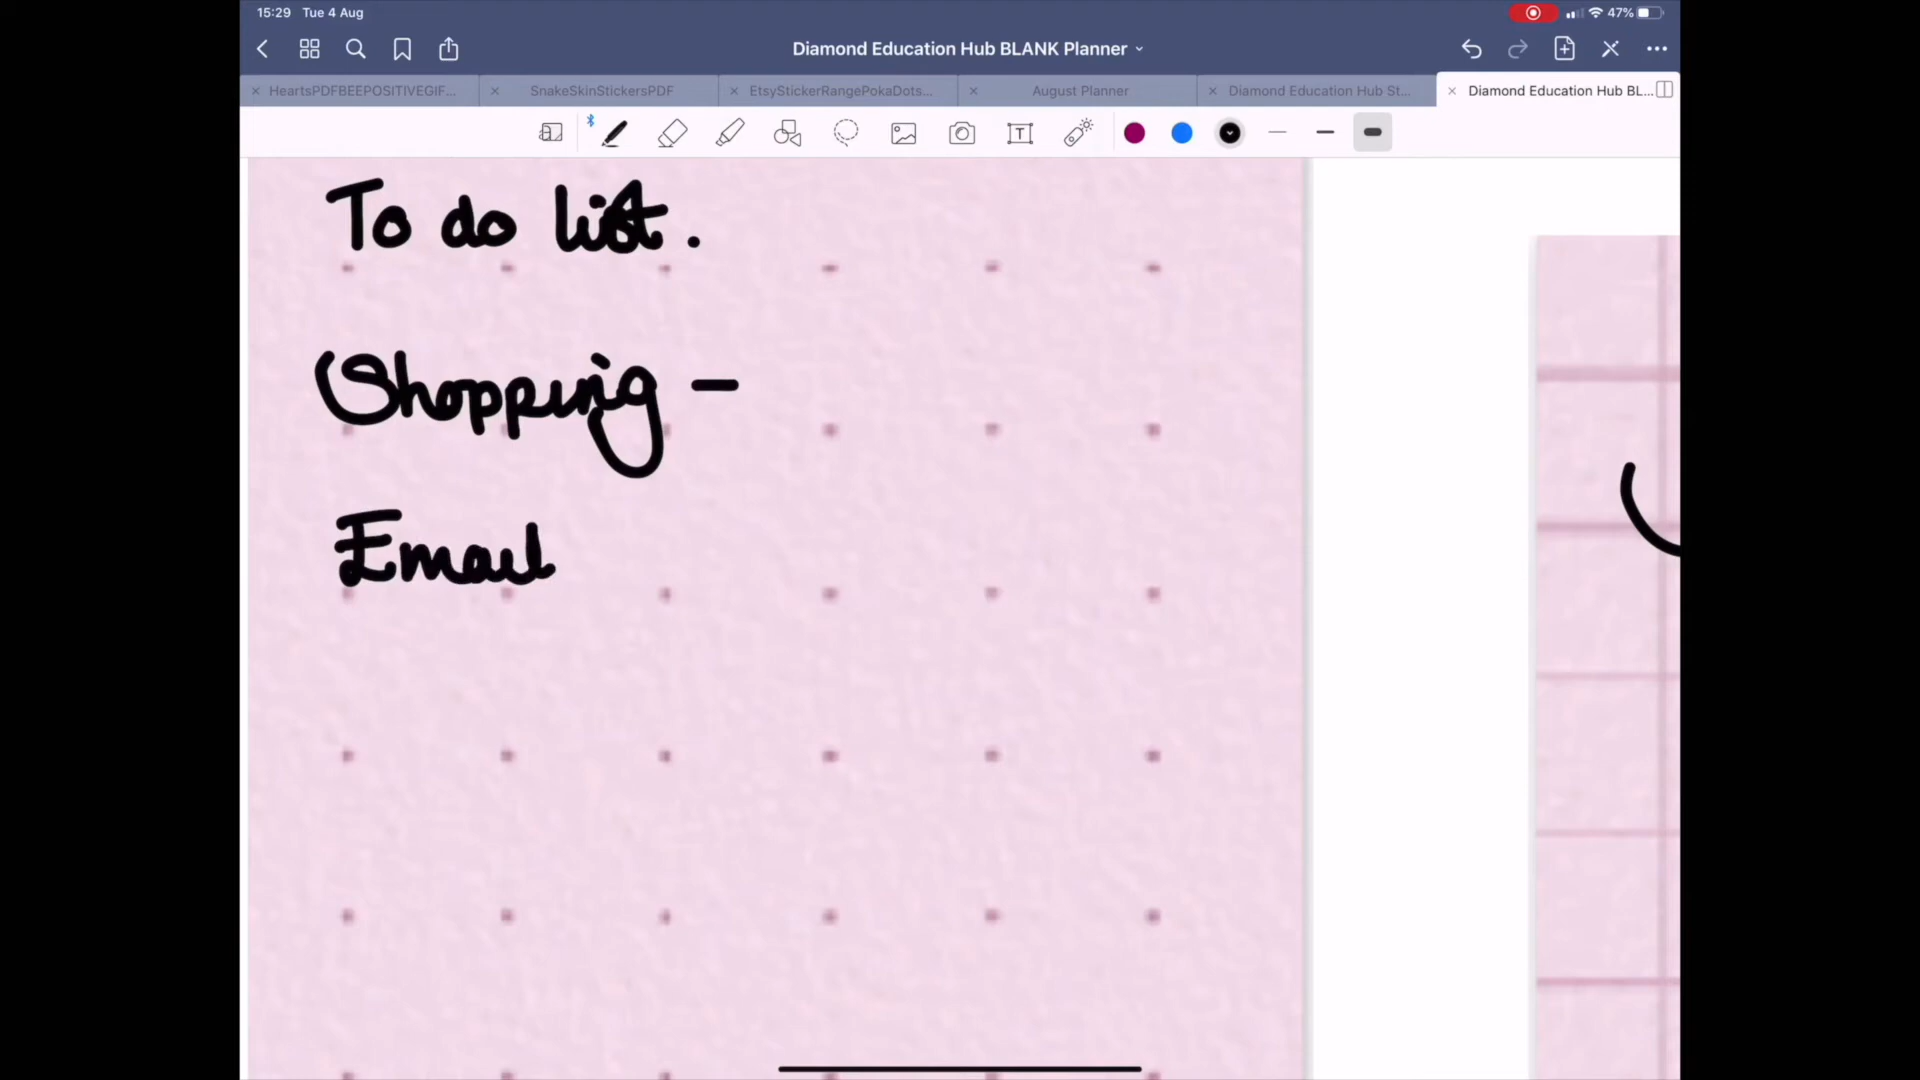 15:29 Tue 4 Aug 47%
Diamond Education Hub BLANK Planner
HeartsPDFBEEPOSITIVEGIF... SnakeSkinStickersPDF EtsyStickerRangePokaDots... August Planner Diamond Education Hub St... Diamond Education Hub BL...
To do list.
Shopping -
Email